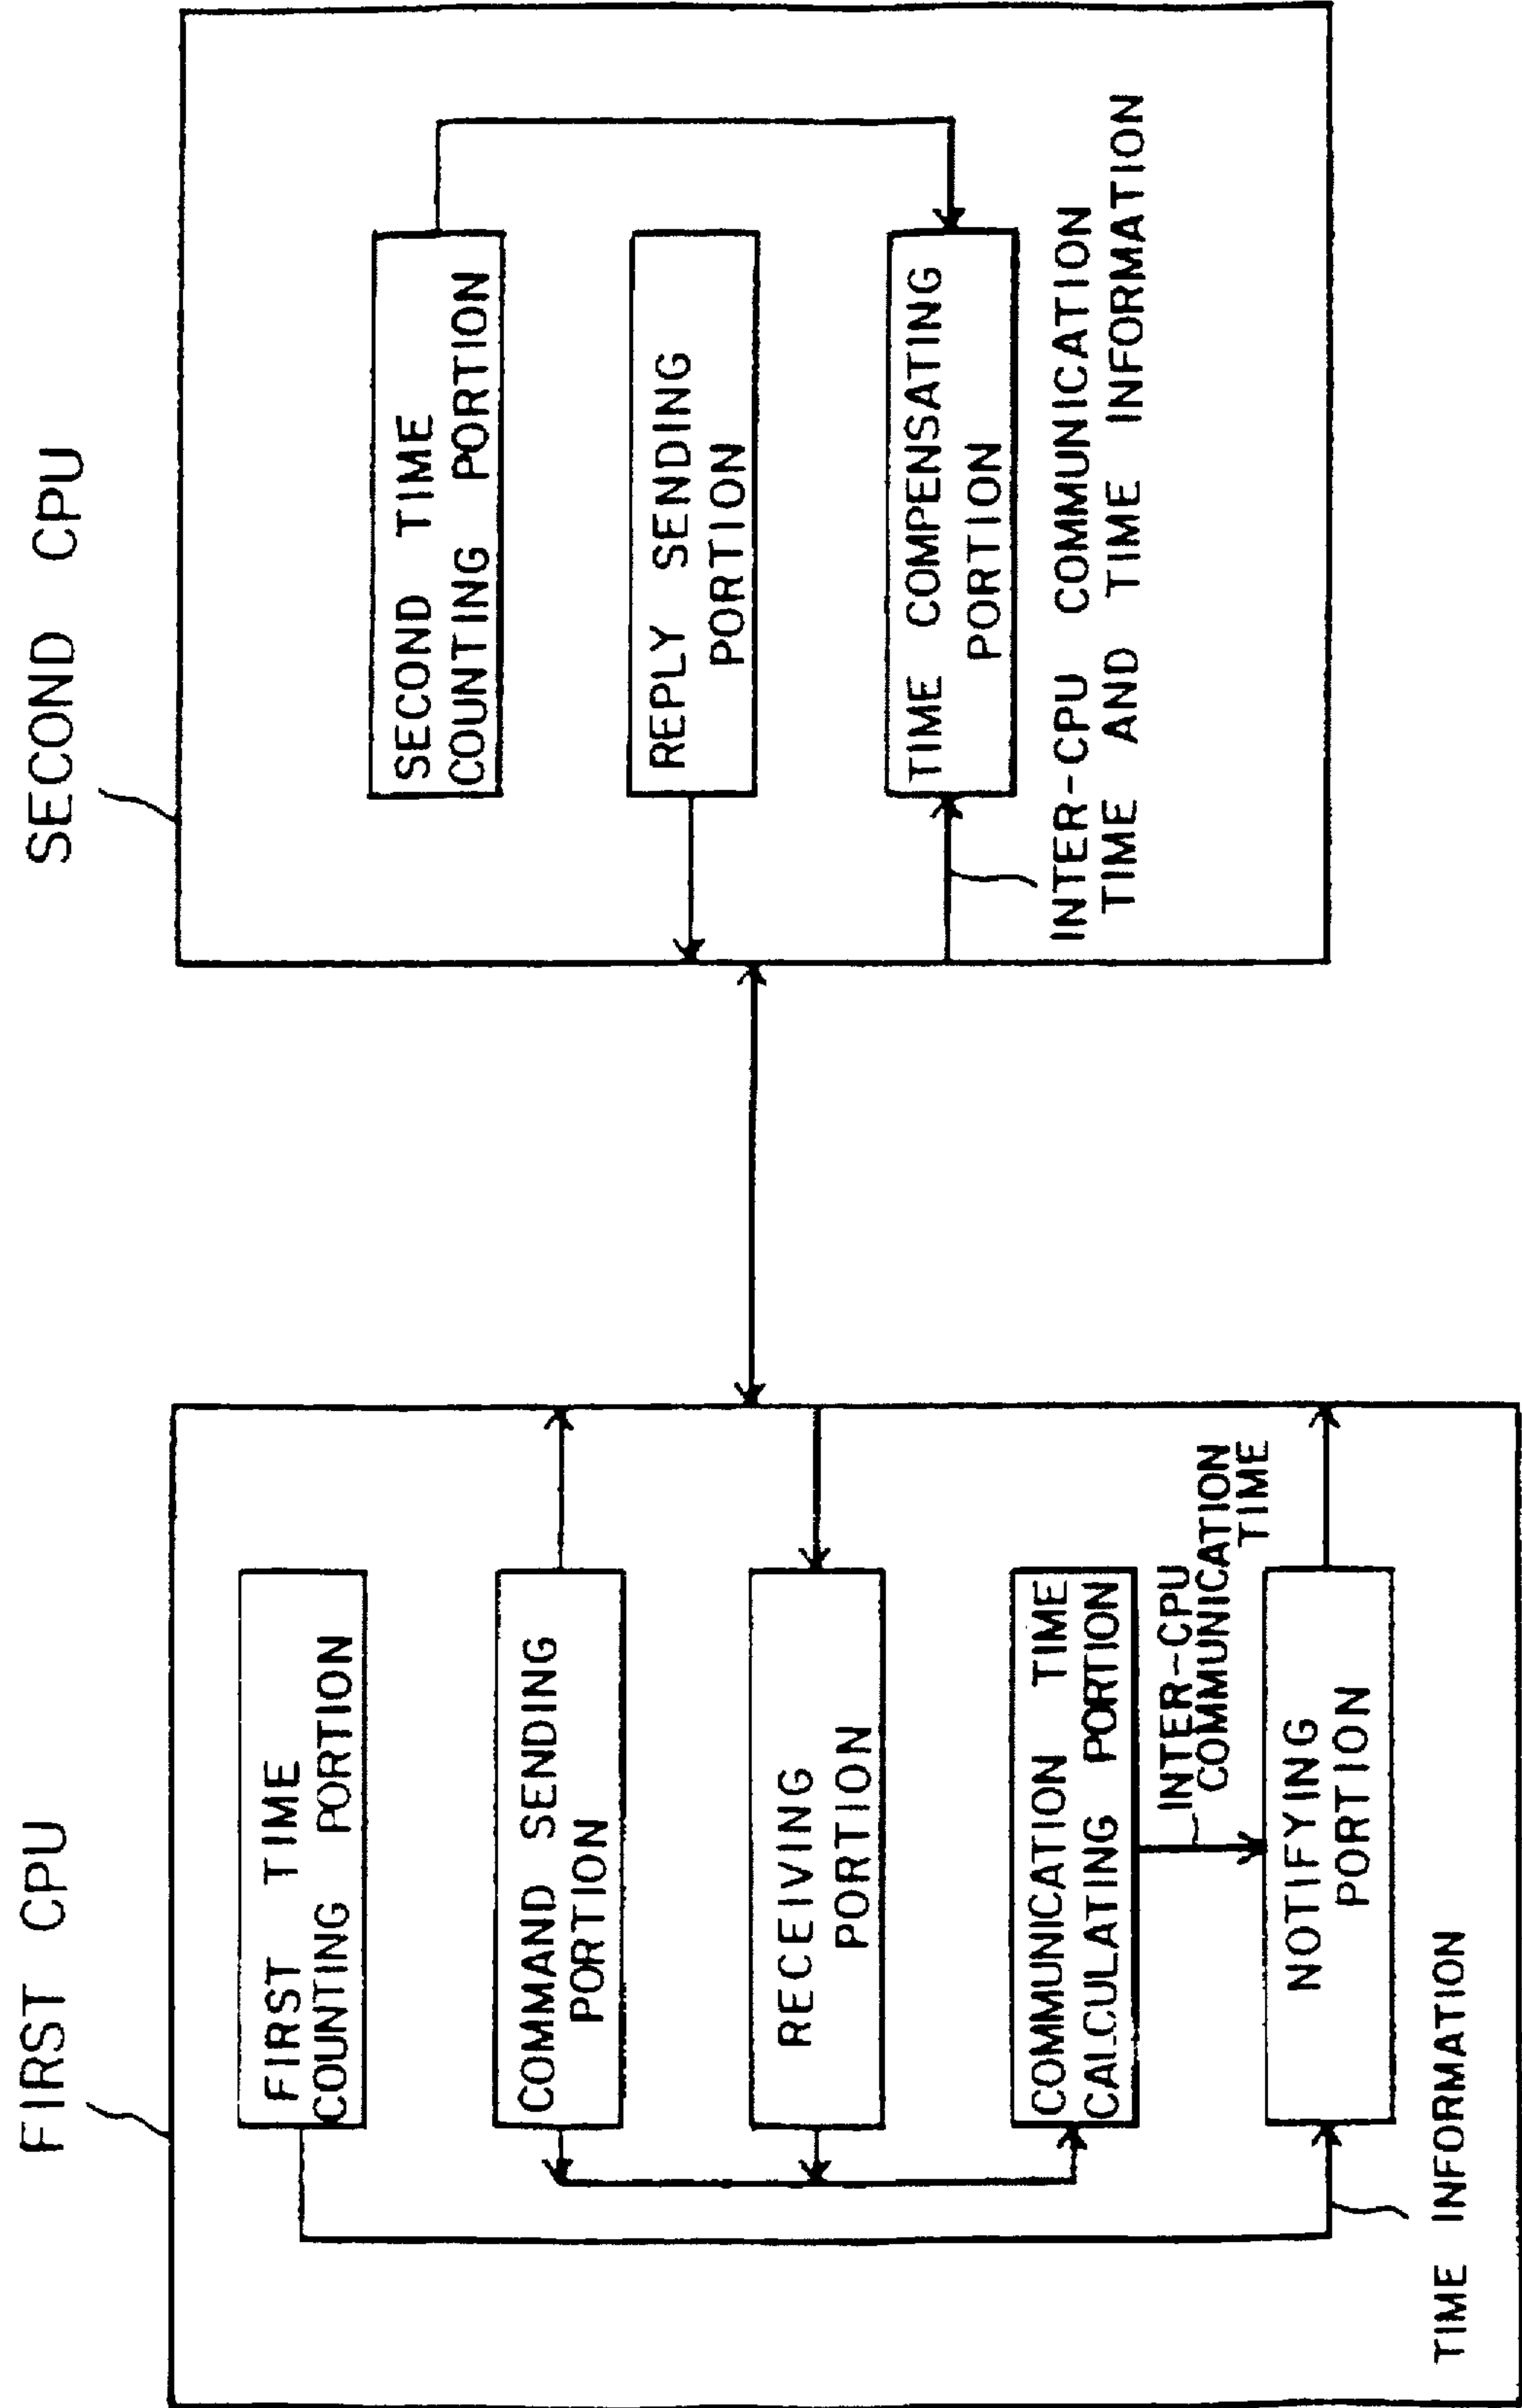 FIRST CPU
FIRST TIME
COUNTING PORTION
COMMAND SENDING
PORTION
RECEIVING
PORTION
COMMUNICATION TIME
CALCULATING PORTION
INTER-CPU
COMMUNICATION
TIME
NOTIFYING
PORTION
TIME INFORMATION
SECOND CPU
SECOND TIME
COUNTING PORTION
REPLY SENDING
PORTION
TIME COMPENSATING
PORTION
INTER-CPU COMMUNICATION
TIME AND TIME INFORMATION